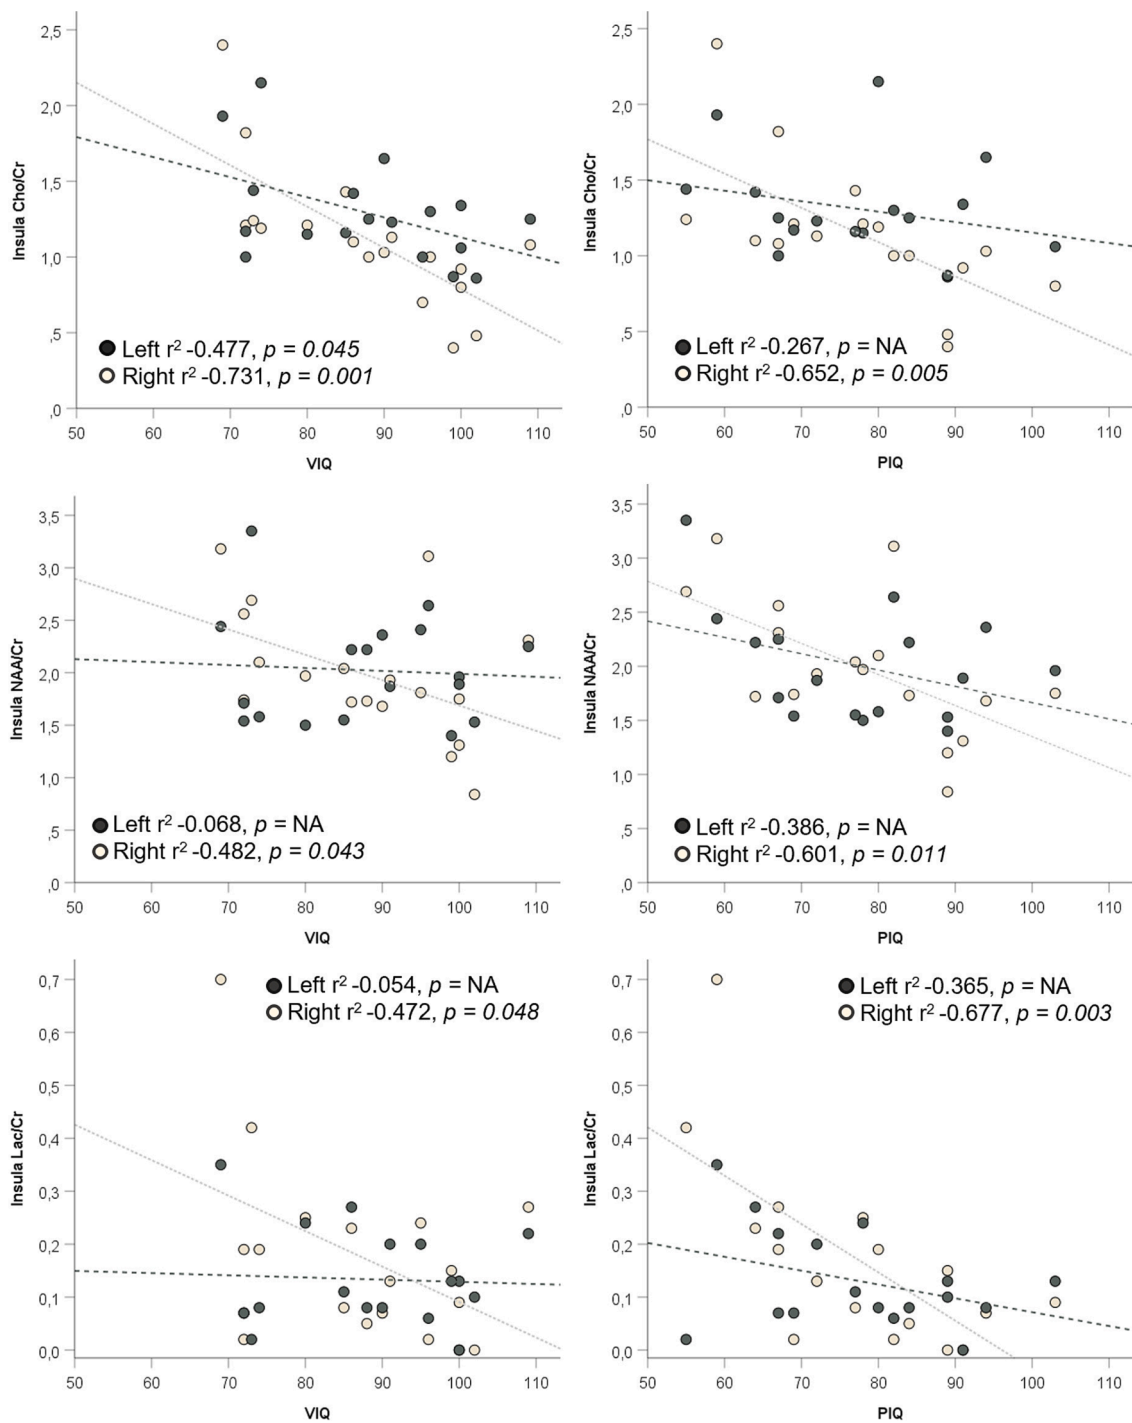 2,5
2,0
1,5
1,0
,5
,0
Insula Cho/Cr
Left r² -0.477, p = 0.045
Right r² -0.731, p = 0.001
50 60 70 80 90 100 110
VIQ
2,5
2,0
1,5
1,0
,5
,0
Insula Cho/Cr
Left r² -0.267, p = NA
Right r² -0.652, p = 0.005
50 60 70 80 90 100 110
PIQ
3,5
3,0
2,5
2,0
1,5
1,0
,5
,0
Insula NAA/Cr
Left r² -0.068, p = NA
Right r² -0.482, p = 0.043
50 60 70 80 90 100 110
VIQ
3,5
3,0
2,5
2,0
1,5
1,0
,5
,0
Insula NAA/Cr
Left r² -0.386, p = NA
Right r² -0.601, p = 0.011
50 60 70 80 90 100 110
PIQ
Left r² -0.054, p = NA
Right r² -0.472, p = 0.048
0,7
0,6
0,5
0,4
0,3
0,2
0,1
0,0
Insula Lac/Cr
50 60 70 80 90 100 110
VIQ
Left r² -0.365, p = NA
Right r² -0.677, p = 0.003
0,7
0,6
0,5
0,4
0,3
0,2
0,1
0,0
Insula Lac/Cr
50 60 70 80 90 100 110
PIQ